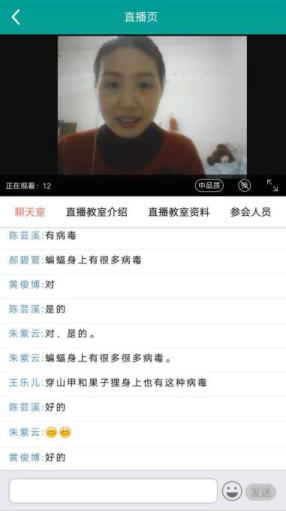 直播页
正在观看：12
中品质
聊天室 直播教室介绍 直播教室资料 参会人员
陈芸溪:有病毒
郝碧萱:蝙蝠身上有很多病毒
黄俊博:对
陈芸溪:是的
朱紫云:对，是的。
朱紫云:蝙蝠身上有很多很多病毒。
王乐儿:穿山甲和果子狸身上也有这种病毒
陈芸溪:好的
朱紫云:😊😊
黄俊博:好的
发送